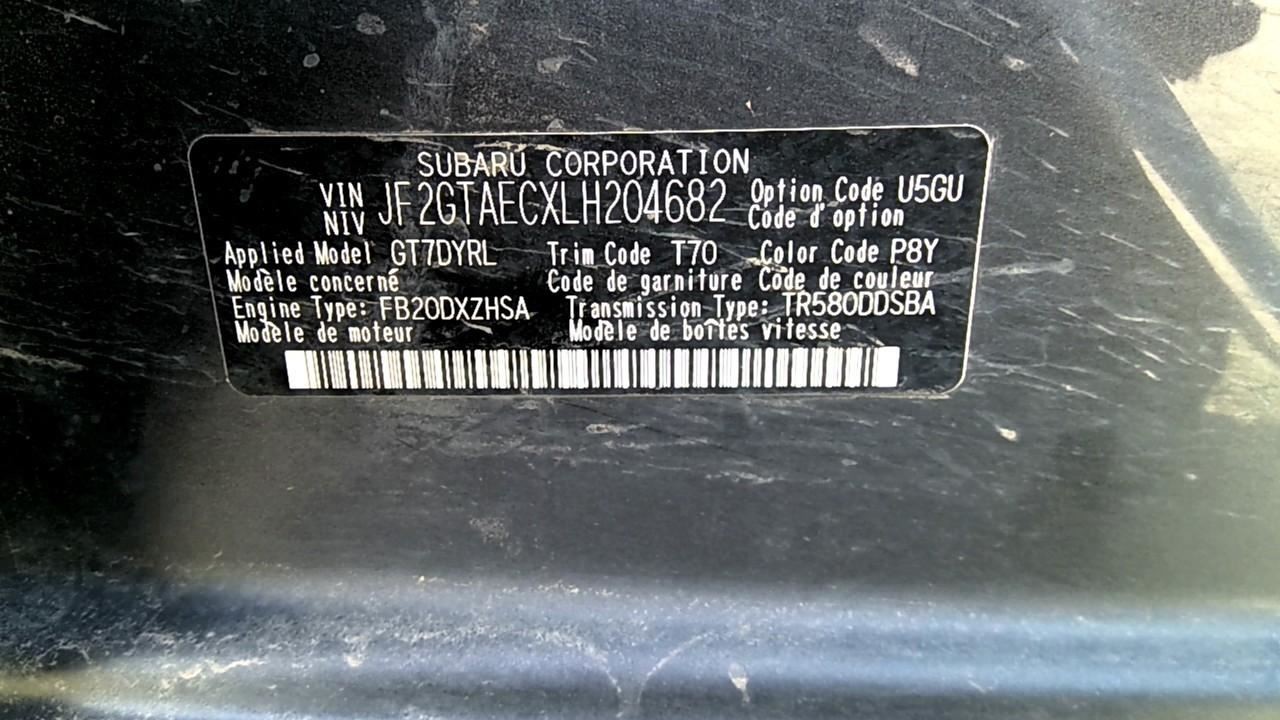 SUBARU CORPORATION
VIN NIV JF2GTAECXLH204682 Option Code U5GU
Code d'option
Applied Model GT7DYRL Trim Code T70 Color Code P8Y
Modèle concerné Code de garniture Code de couleur
Engine Type: FB20DXZHSA Transmission Type: TR580DDSBA
Modèle de moteur Modèle de boîtes vitesse